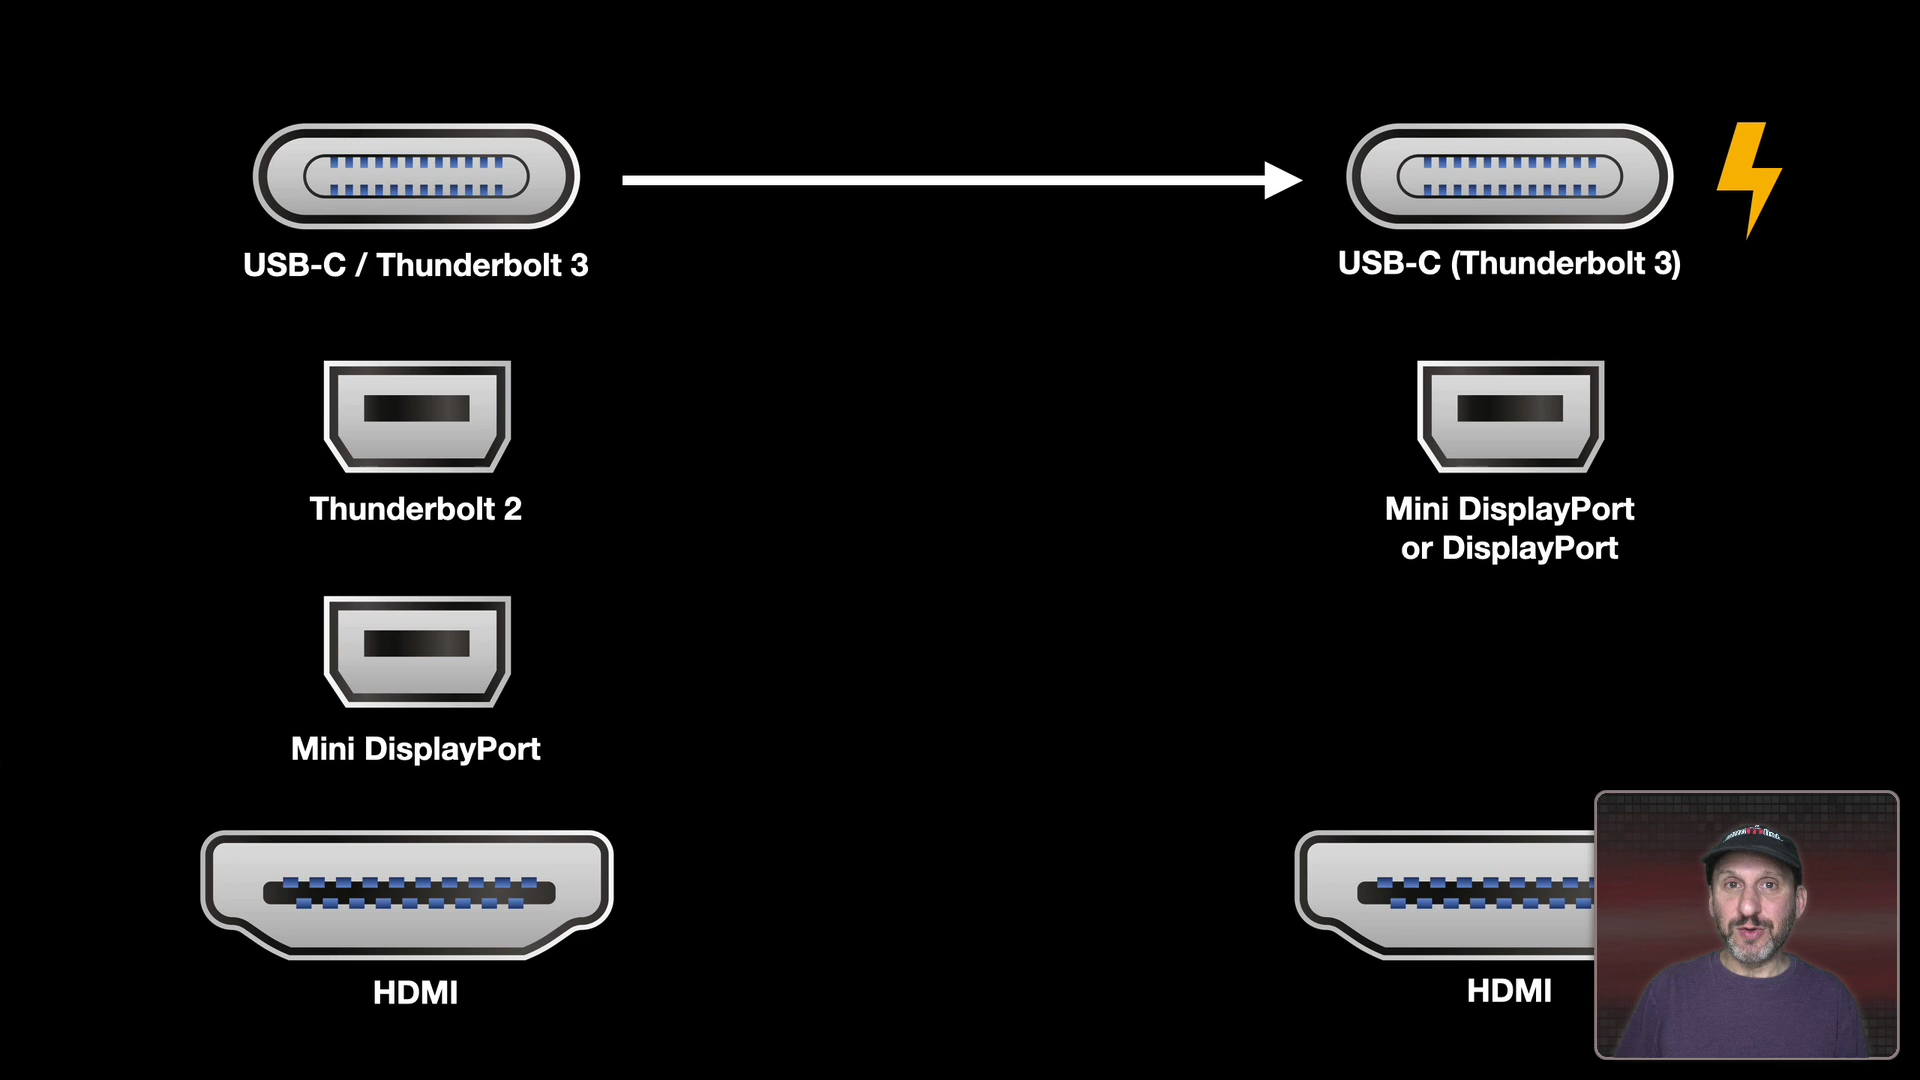 USB-C / Thunderbolt 3
USB-C (Thunderbolt 3)
Thunderbolt 2
Mini DisplayPort
or DisplayPort
Mini DisplayPort
HDMI
HDMI